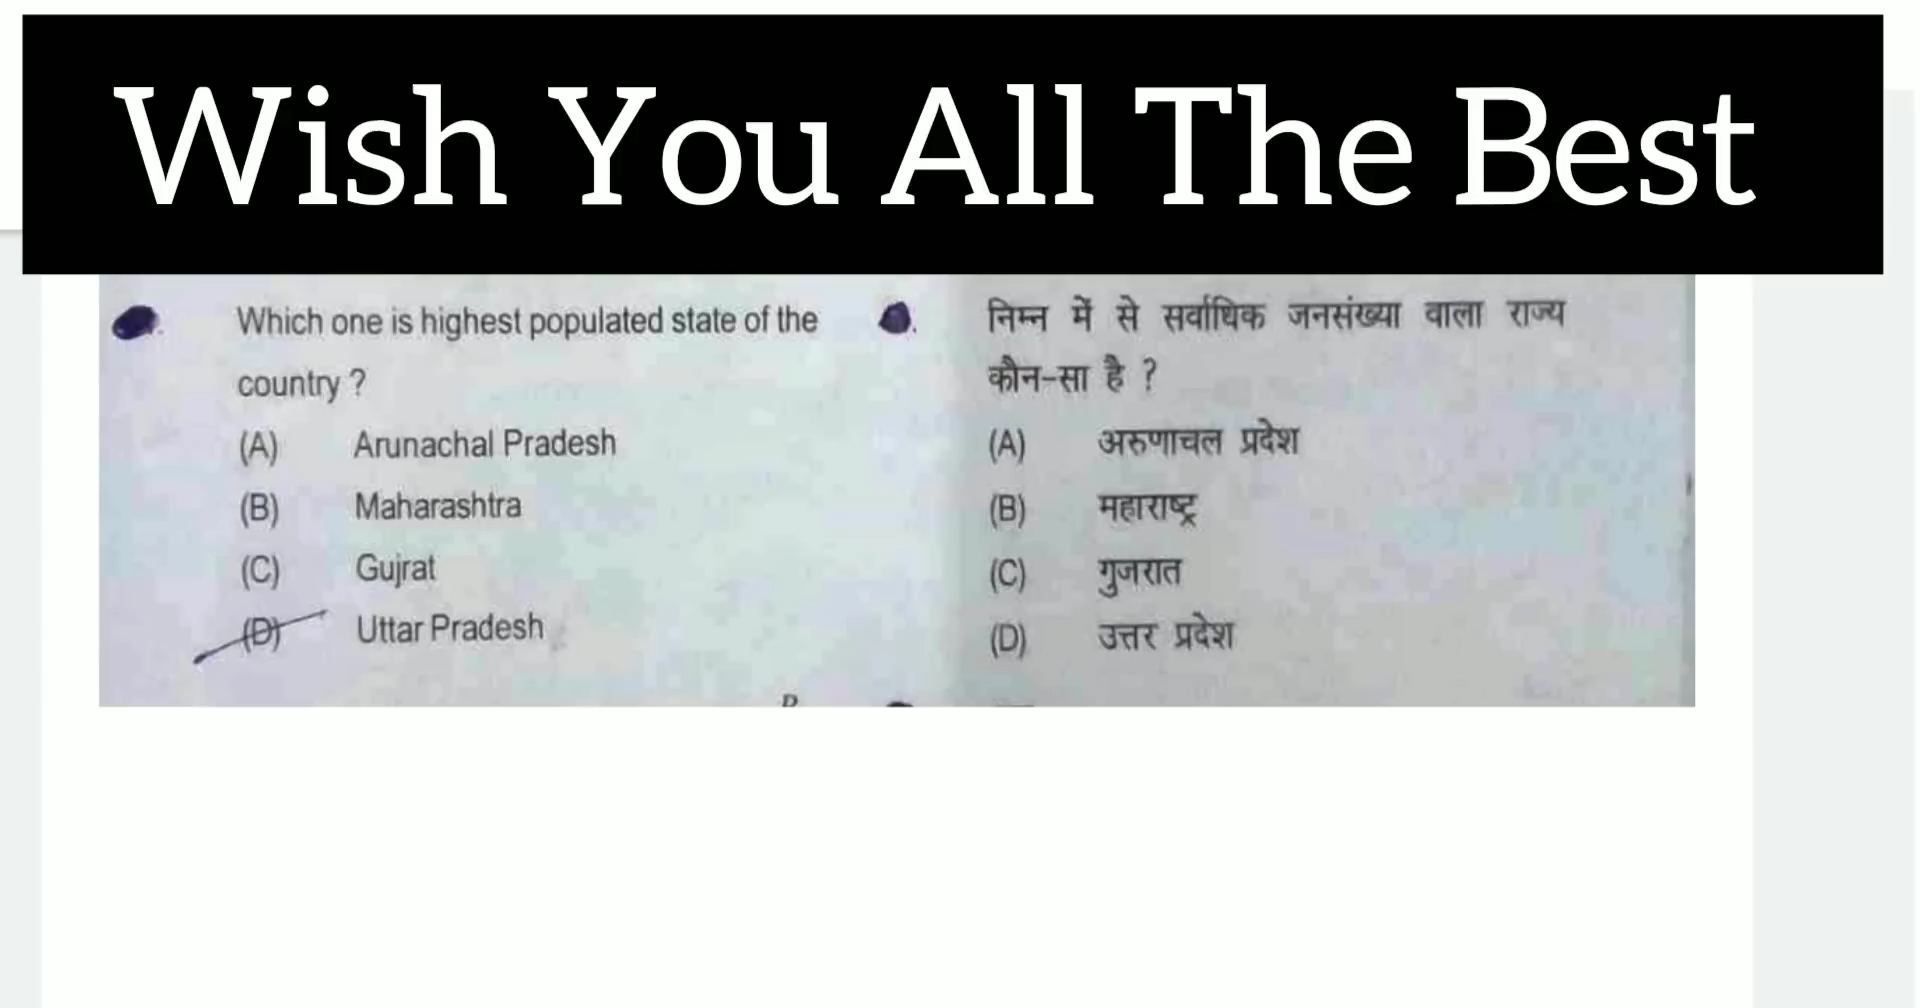 Wish You All The Best
Which one is highest populated state of the
country ?
(A) Arunachal Pradesh
(B) Maharashtra
(C) Gujrat
(D) Uttar Pradesh
निम्न में से सर्वाधिक जनसंख्या वाला राज्य
कौन-सा है ?
(A) अरुणाचल प्रदेश
(B) महाराष्ट्र
(C) गुजरात
(D) उत्तर प्रदेश